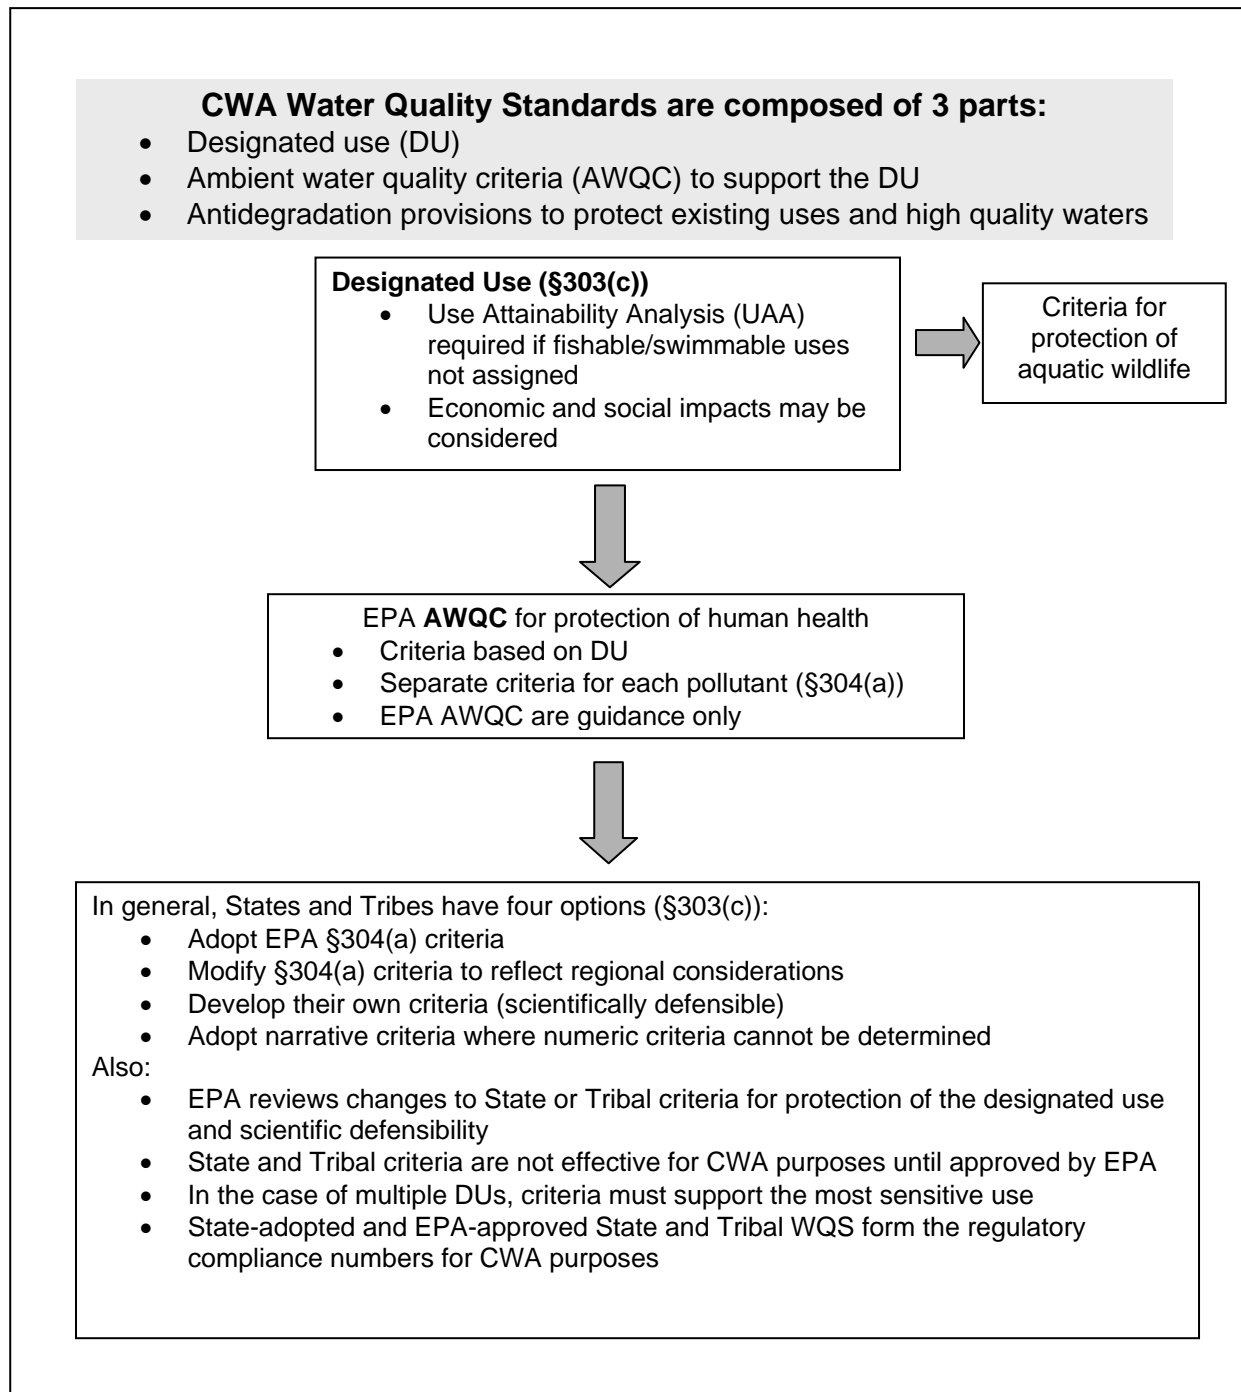 CWA Water Quality Standards are composed of 3 parts:
• Designated use (DU)
• Ambient water quality criteria (AWQC) to support the DU
• Antidegradation provisions to protect existing uses and high quality waters
Designated Use (§303(c))
• Use Attainability Analysis (UAA)
required if fishable/swimmable uses
not assigned
• Economic and social impacts may be
considered
Criteria for
protection of
aquatic wildlife
EPA AWQC for protection of human health
• Criteria based on DU
• Separate criteria for each pollutant (§304(a))
• EPA AWQC are guidance only
In general, States and Tribes have four options (§303(c)):
• Adopt EPA §304(a) criteria
• Modify §304(a) criteria to reflect regional considerations
• Develop their own criteria (scientifically defensible)
• Adopt narrative criteria where numeric criteria cannot be determined
Also:
• EPA reviews changes to State or Tribal criteria for protection of the designated use
and scientific defensibility
• State and Tribal criteria are not effective for CWA purposes until approved by EPA
• In the case of multiple DUs, criteria must support the most sensitive use
• State-adopted and EPA-approved State and Tribal WQS form the regulatory
compliance numbers for CWA purposes